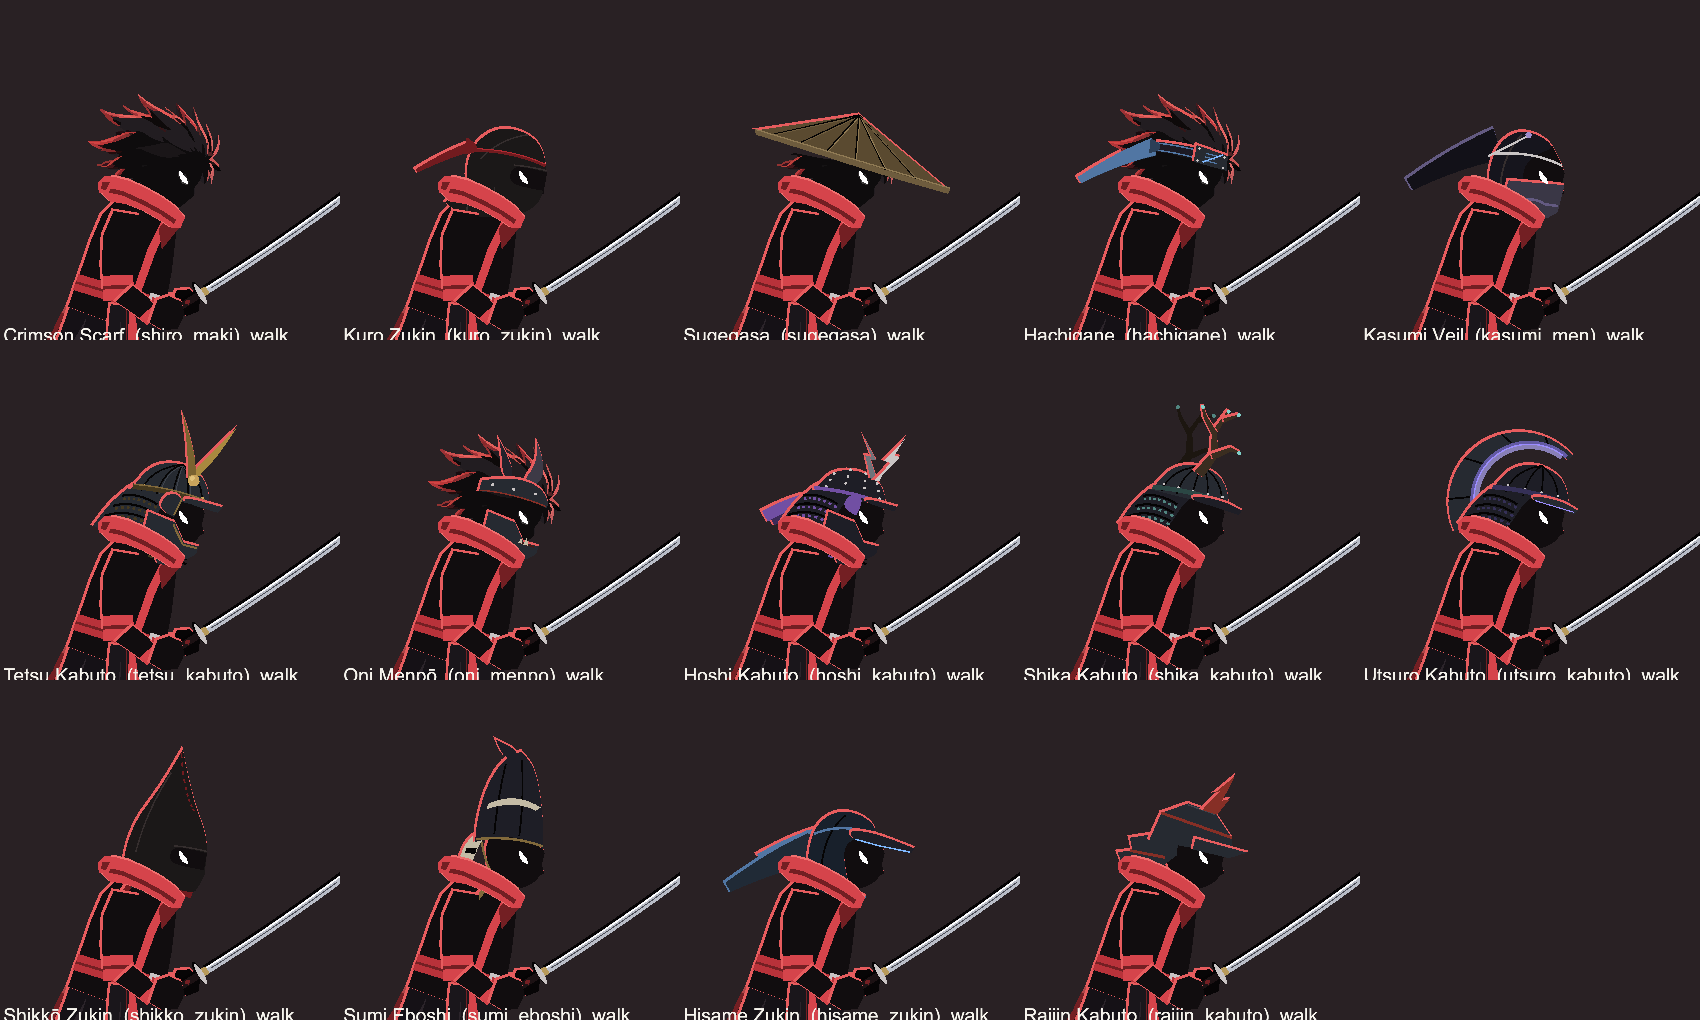 Crimson Scarf (shiro_maki) walk
Kuro Zukin (kuro_zukin) walk
Sugegasa (sugegasa) walk
Hachigane (hachigane) walk
Kasumi Veil (kasumi_men) walk
Tetsu Kabuto (tetsu_kabuto) walk
Oni Menpō (oni_menpo) walk
Hoshi Kabuto (hoshi_kabuto) walk
Shika Kabuto (shika_kabuto) walk
Utsuro Kabuto (utsuro_kabuto) walk
Shikkō Zukin (shikko_zukin) walk
Sumi Eboshi (sumi_eboshi) walk
Hisame Zukin (hisame_zukin) walk
Raijin Kabuto (raijin_kabuto) walk